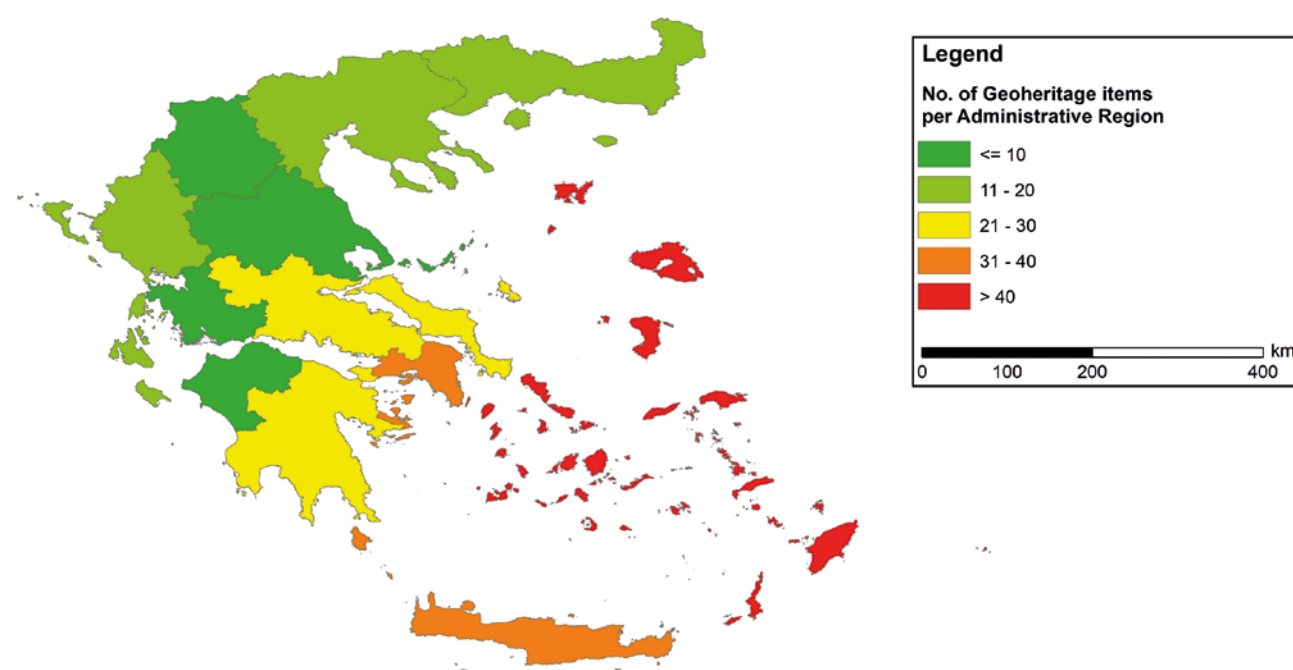 Legend
No. of Geoheritage items
per Administrative Region
<= 10
11 - 20
21 - 30
31 - 40
> 40
km
0 100 200 400